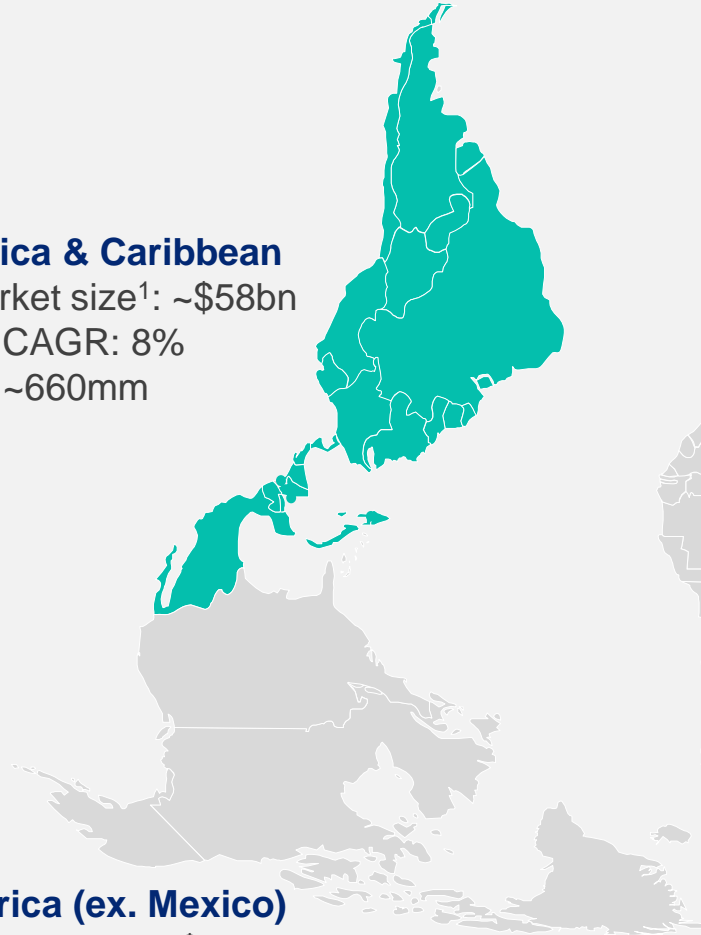 ica & Caribbean
rket size¹: ~$58bn
CAGR: 8%
~660mm
rica (ex. Mexico)